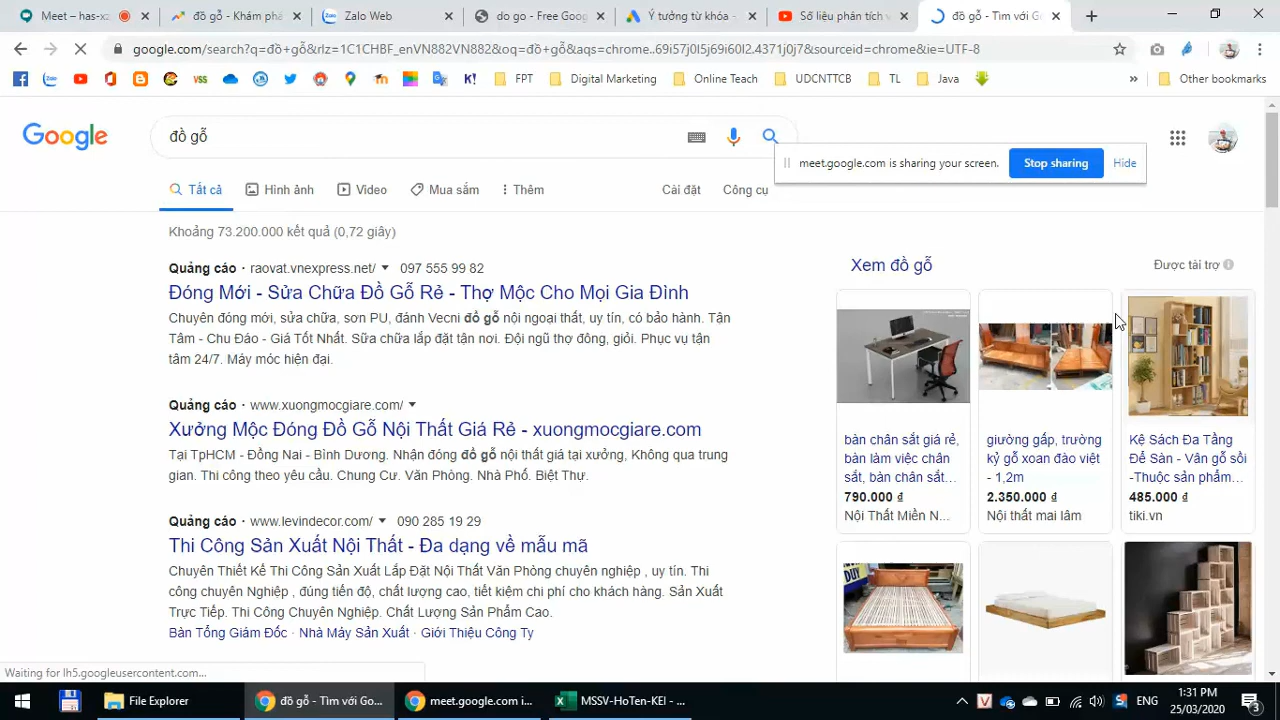 Meet – hxms
đồ gỗ - Khám phá
Zalo Web
do go - Free Goog
Ý tưởng từ khóa -
Số liệu phân tích v
đồ gỗ - Tìm với Go
google.com/search?q=đồ+gỗ&rlz=1C1CHBF_enVN882VN882&oq=đồ+gỗ&aqs=chrome..69i57j0l5j69i60l2.4371j0j7&sourceid=chrome&ie=UTF-8
VSS
K!
FPT
Digital Marketing
Online Teach
UDCNTTCB
TL
Java
»
Other bookmarks
Google
đồ gỗ
meet.google.com is sharing your screen.
Stop sharing
Hide
Tất cả
Hình ảnh
Video
Mua sắm
Thêm
Cài đặt
Công cụ
Khoảng 73.200.000 kết quả (0,72 giây)
Quảng cáo · raovat.vnexpress.net/ 097 555 99 82
Đóng Mới - Sửa Chữa Đồ Gỗ Rẻ - Thợ Mộc Cho Mọi Gia Đình
Chuyên đóng mới, sửa chữa, sơn PU, đánh Vecni đồ gỗ nội ngoại thất, uy tín, có bảo hành. Tận
Tâm - Chu Đáo - Giá Tốt Nhất. Sửa chữa lắp đặt tận nơi. Đội ngũ thợ đông, giỏi. Phục vụ tận
tâm 24/7. Máy móc hiện đại.
Quảng cáo · www.xuongmocgiare.com/
Xưởng Mộc Đóng Đồ Gỗ Nội Thất Giá Rẻ - xuongmocgiare.com
Tại TpHCM - Đồng Nai - Bình Dương. Nhận đóng đồ gỗ nội thất giá tại xưởng, Không qua trung
gian. Thi công theo yêu cầu. Chung Cư. Văn Phòng. Nhà Phố. Biệt Thự.
Quảng cáo · www.levindecor.com/ 090 285 19 29
Thi Công Sản Xuất Nội Thất - Đa dạng về mẫu mã
Chuyên Thiết Kế Thi Công Sản Xuất Lắp Đặt Nội Thất Văn Phòng chuyên nghiệp , uy tín. Thi
công chuyên Nghiệp , đúng tiến độ, chất lượng cao, tiết kiệm chi phí cho khách hàng. Sản Xuất
Trực Tiếp. Thi Công Chuyên Nghiệp. Chất Lượng Sản Phẩm Cao.
Bàn Tổng Giám Đốc · Nhà Máy Sản Xuất · Giới Thiệu Công Ty
Xem đồ gỗ
Được tài trợ
bàn chân sắt giá rẻ,
bàn làm việc chân
sắt, bàn chân sắt...
790.000 ₫
Nội Thất Miền N...
giường gấp, trường
kỷ gỗ xoan đào việt
- 1,2m
2.350.000 ₫
Nội thất mai lâm
Kệ Sách Đa Tầng
Để Sàn - Vân gỗ sồi
-Thuộc sản phẩm...
485.000 ₫
tiki.vn
Waiting for lh5.googleusercontent.com...
File Explorer
đồ gỗ - Tìm với Go...
meet.google.com i...
MSSV-HoTen-KEI - ...
ENG
1:31 PM
25/03/2020
3